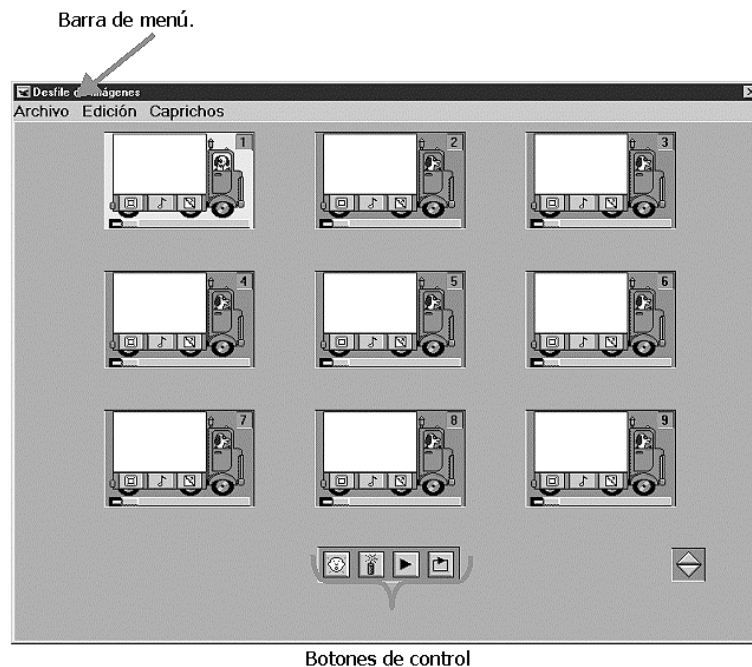 Barra de menú.
Desfile de imágenes
Archivo Edición Caprichos
1 2 3
4 5 6
7 8 9
Botones de control